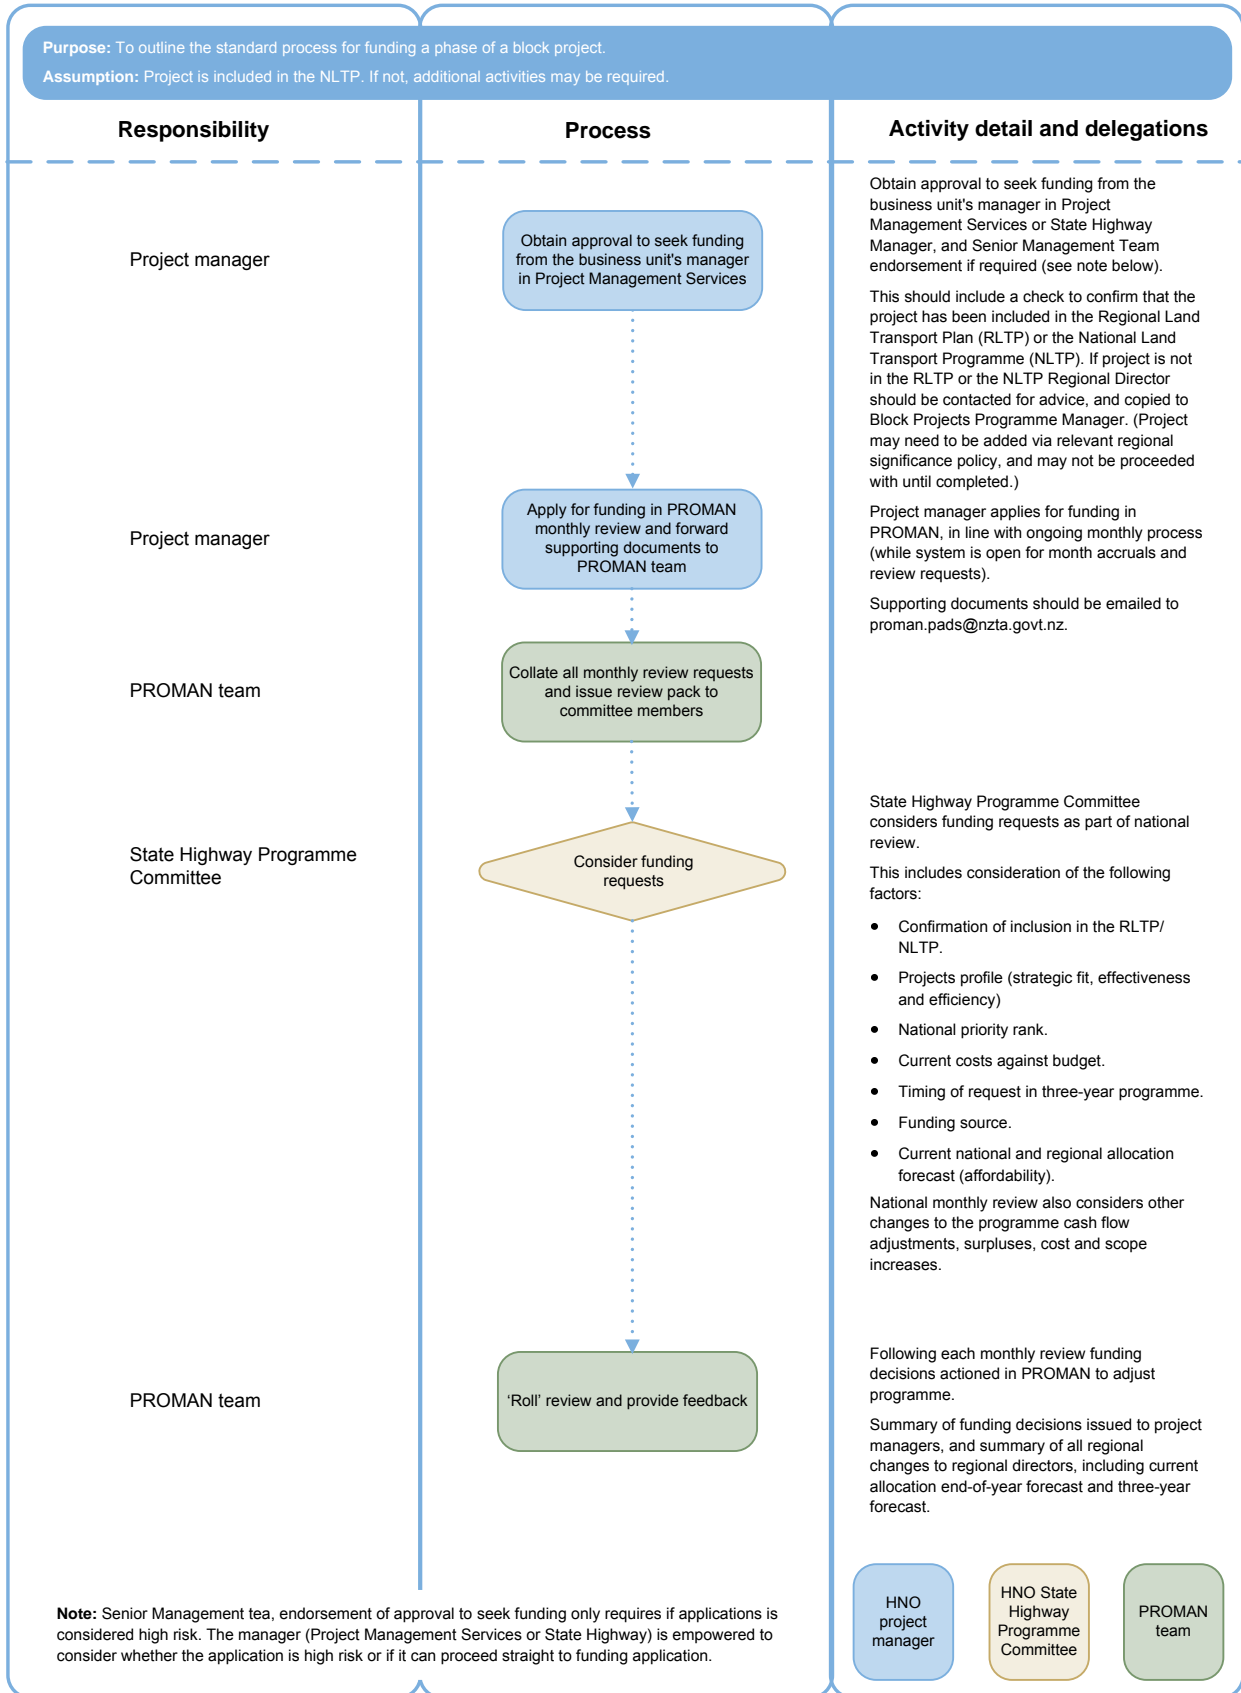 Purpose: To outline the standard process for funding a phase of a block project.
Assumption: Project is included in the NLTP. If not, additional activities may be required.
Responsibility
Process
Activity detail and delegations
Project manager
Obtain approval to seek funding
from the business unit's manager
in Project Management Services
Obtain approval to seek funding from the
business unit's manager in Project
Management Services or State Highway
Manager, and Senior Management Team
endorsement if required (see note below).
This should include a check to confirm that the
project has been included in the Regional Land
Transport Plan (RLTP) or the National Land
Transport Programme (NLTP). If project is not
in the RLTP or the NLTP Regional Director
should be contacted for advice, and copied to
Block Projects Programme Manager. (Project
may need to be added via relevant regional
significance policy, and may not be proceeded
with until completed.)
Project manager
Apply for funding in PROMAN
monthly review and forward
supporting documents to
PROMAN team
Project manager applies for funding in
PROMAN, in line with ongoing monthly process
(while system is open for month accruals and
review requests).
Supporting documents should be emailed to
proman.pads@nzta.govt.nz.
PROMAN team
Collate all monthly review requests
and issue review pack to
committee members
State Highway Programme
Committee
Consider funding
requests
State Highway Programme Committee
considers funding requests as part of national
review.
This includes consideration of the following
factors:
• Confirmation of inclusion in the RLTP/
NLTP.
• Projects profile (strategic fit, effectiveness
and efficiency)
• National priority rank.
• Current costs against budget.
• Timing of request in three-year programme.
• Funding source.
• Current national and regional allocation
forecast (affordability).
National monthly review also considers other
changes to the programme cash flow
adjustments, surpluses, cost and scope
increases.
PROMAN team
‘Roll’ review and provide feedback
Following each monthly review funding
decisions actioned in PROMAN to adjust
programme.
Summary of funding decisions issued to project
managers, and summary of all regional
changes to regional directors, including current
allocation end-of-year forecast and three-year
forecast.
Note: Senior Management tea, endorsement of approval to seek funding only requires if applications is
considered high risk. The manager (Project Management Services or State Highway) is empowered to
consider whether the application is high risk or if it can proceed straight to funding application.
HNO
project
manager
HNO State
Highway
Programme
Committee
PROMAN
team